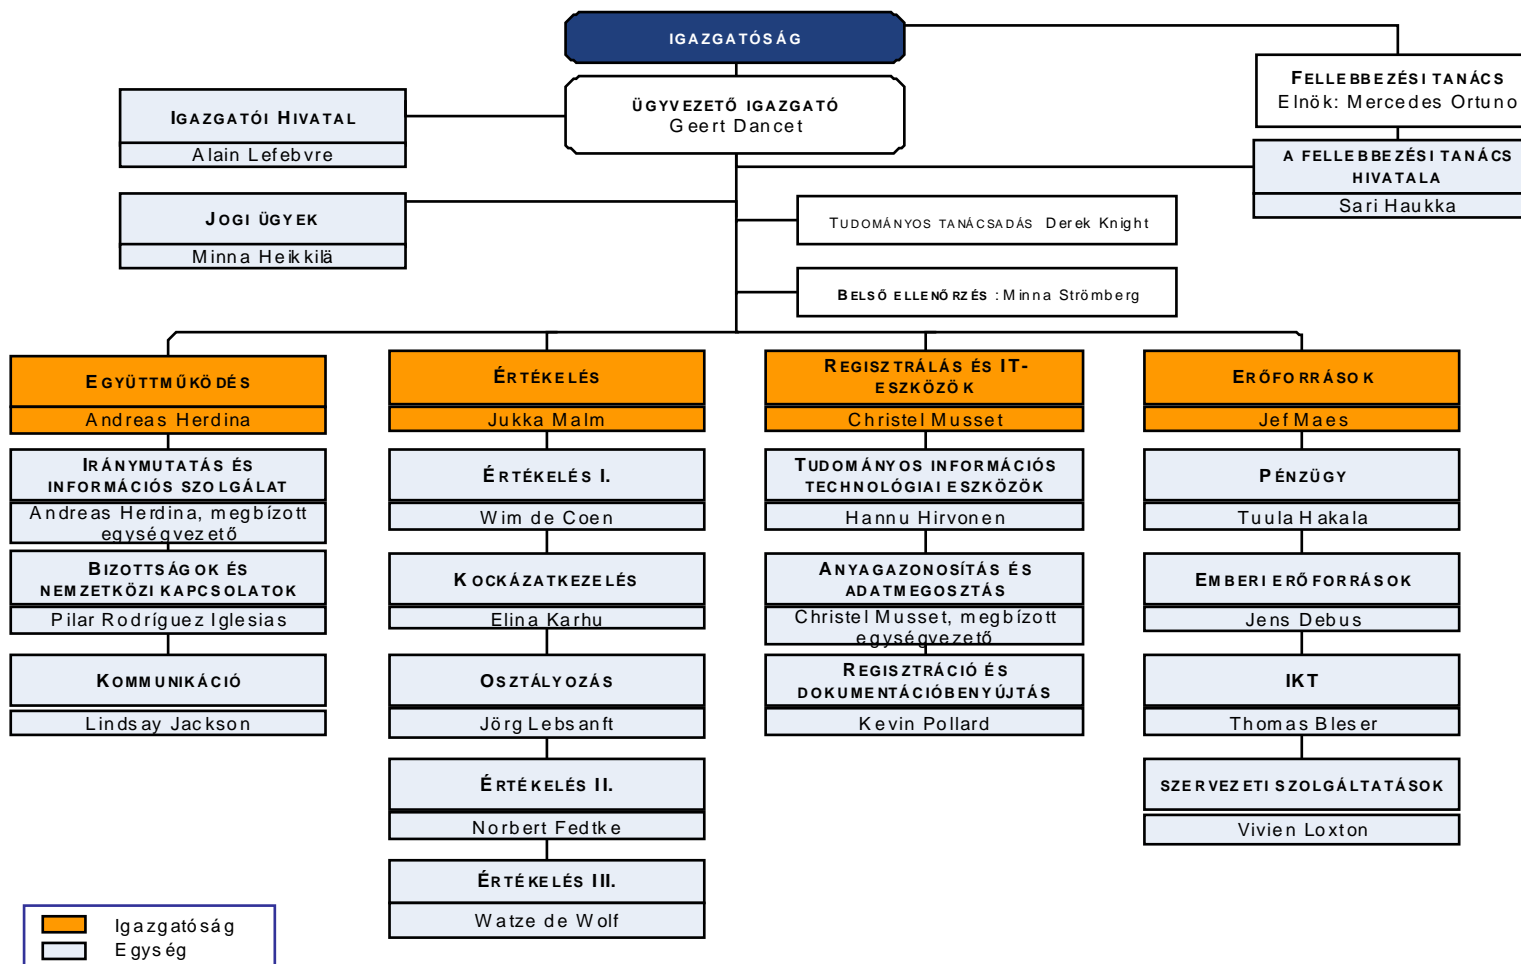 IGAZGATÓSÁG
ÜGYVEZETŐ IGAZGATÓ
Geert Dancet
FELLEBBEZÉSI TANÁCS
Elnök: Mercedes Ortuno
IGAZGATÓI HIVATAL
Alain Lefebvre
A FELLEBBEZÉSI TANÁCS
HIVATALA
Sari Haukka
JOGI ÜGYEK
Minna Heikkilä
TUDOMÁNYOS TANÁCSADÁS Derek Knight
BELSŐ ELLENŐRZÉS : Minna Strömberg
EGYÜTTMŰKÖDÉS
Andreas Herdina
IRÁNYMUTATÁS ÉS
INFORMÁCIÓS SZOLGÁLAT
Andreas Herdina, megbízott
egységvezető
BIZOTTSÁGOK ÉS
NEMZETKÖZI KAPCSOLATOK
Pilar Rodríguez Iglesias
KOMMUNIKÁCIÓ
Lindsay Jackson
ÉRTÉKELÉS
Jukka Malm
ÉRTÉKELÉS I.
Wim de Coen
KOCKÁZATKEZELÉS
Elina Karhu
OSZTÁLYOZÁS
Jörg Lebsanft
ÉRTÉKELÉS II.
Norbert Fedtke
ÉRTÉKELÉS III.
Watze de Wolf
REGISZTRÁLÁS ÉS IT-
ESZKÖZÖK
Christel Musset
TUDOMÁNYOS INFORMÁCIÓS
TECHNOLÓGIAI ESZKÖZÖK
Hannu Hirvonen
ANYAGAZONOSÍTÁS ÉS
ADATMEGOSZTÁS
Christel Musset, megbízott
egységvezető
REGISZTRÁCIÓ ÉS
DOKUMENTÁCIÓBENYÚJTÁS
Kevin Pollard
ERŐFORRÁSOK
Jef Maes
PÉNZÜGY
Tuula Hakala
EMBERI ERŐFORRÁSOK
Jens Debus
IKT
Thomas Bleser
SZERVEZETI SZOLGÁLTATÁSOK
Vivien Loxton
Igazgatóság
Egység